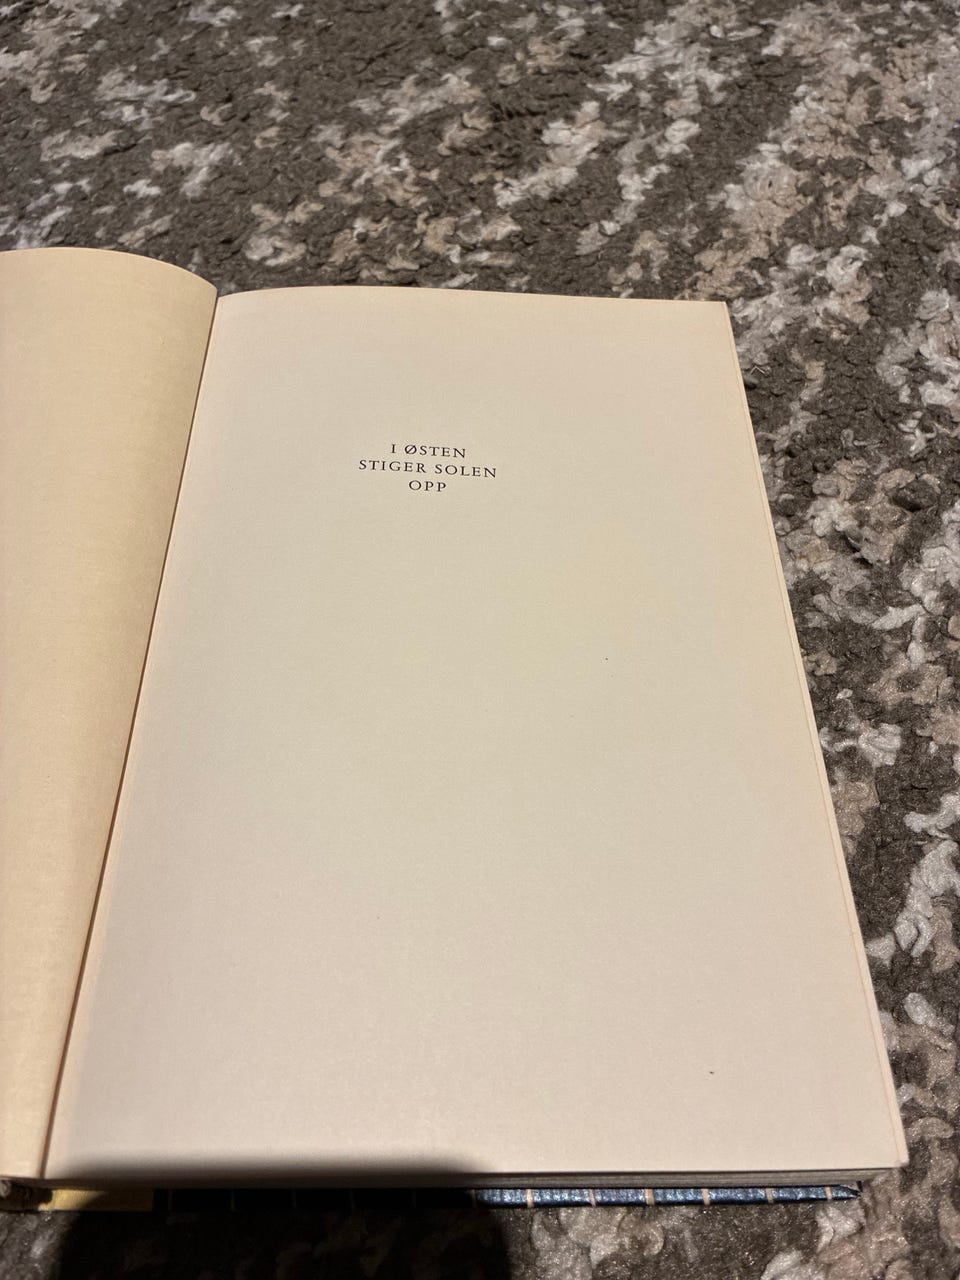 I ØSTEN
STIGER SOLEN
OPP